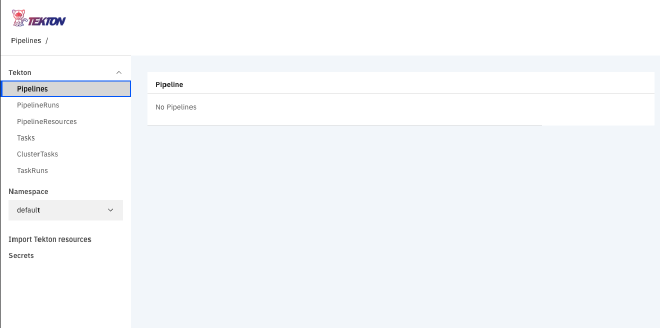 TEKTON
Pipelines /
Tekton
Pipelines
PipelineRuns
PipelineResources
Tasks
ClusterTasks
TaskRuns
Namespace
default
Import Tekton resources
Secrets
Pipeline
No Pipelines